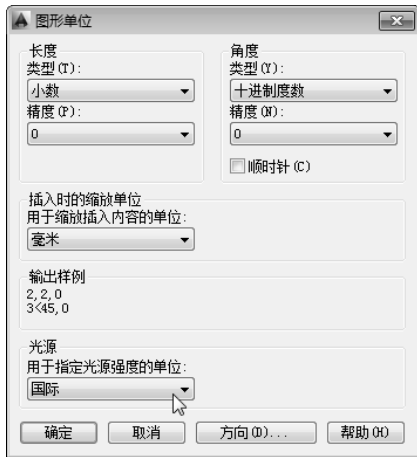 图形单位
长度
类型(T):
小数
精度(P):
0
角度
类型(Y):
十进制度数
精度(N):
0
顺时针(C)
插入时的缩放单位
用于缩放插入内容的单位:
毫米
输出样例
2,2,0
3<45,0
光源
用于指定光源强度的单位:
国际
确定 取消 方向(D)... 帮助(H)